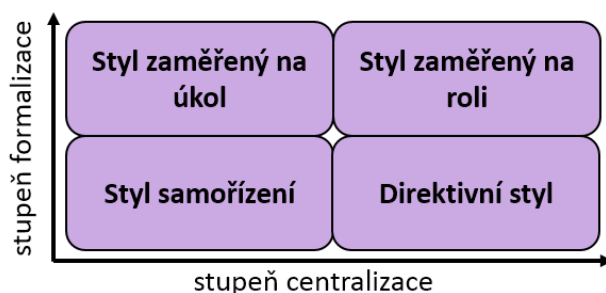 stupeň formalizace
Styl zaměřený na
úkol
Styl zaměřený na
roli
Styl samořízení
Direktivní styl
stupeň centralizace